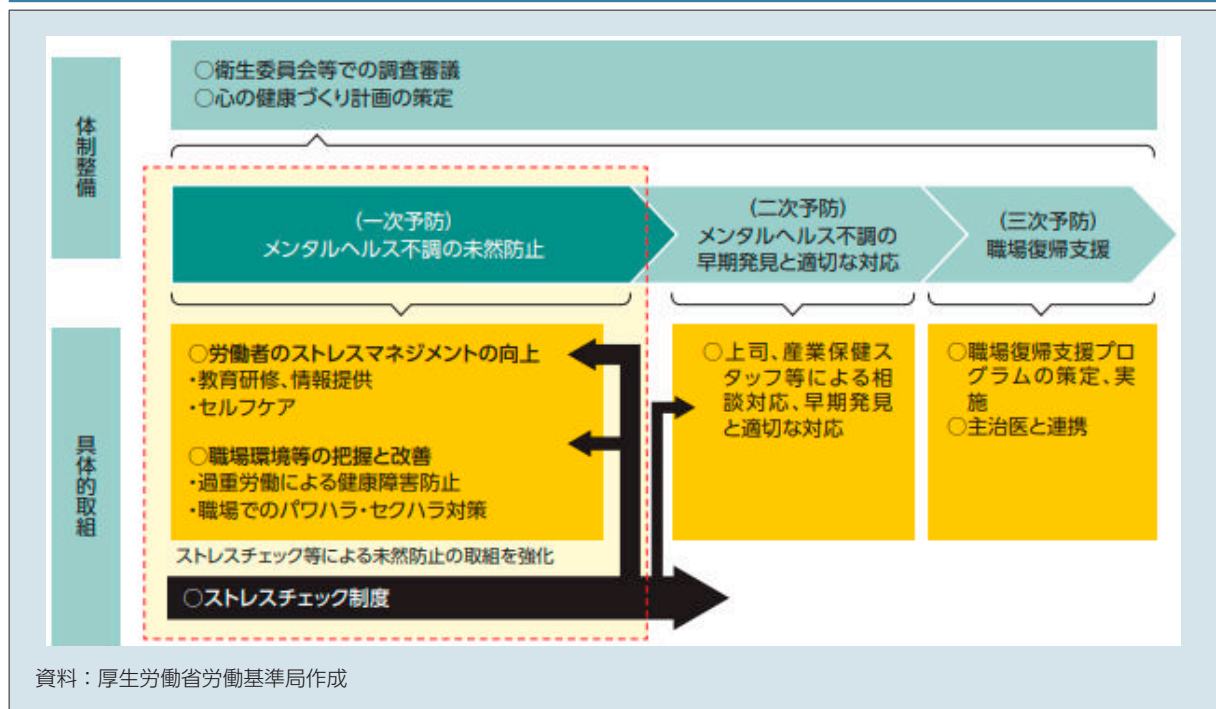 体制整備
○衛生委員会等での調査審議
○心の健康づくり計画の策定
(一次予防)
メンタルヘルス不調の未然防止
(二次予防)
メンタルヘルス不調の
早期発見と適切な対応
(三次予防)
職場復帰支援
具体的取組
○労働者のストレスマネジメントの向上
・教育研修、情報提供
・セルフケア
○職場環境等の把握と改善
・過重労働による健康障害防止
・職場でのパワハラ・セクハラ対策
○上司、産業保健ス
タッフ等による相
談対応、早期発見
と適切な対応
○職場復帰支援プロ
グラムの策定、実
施
○主治医と連携
ストレスチェック等による未然防止の取組を強化
○ストレスチェック制度
資料：厚生労働省労働基準局作成